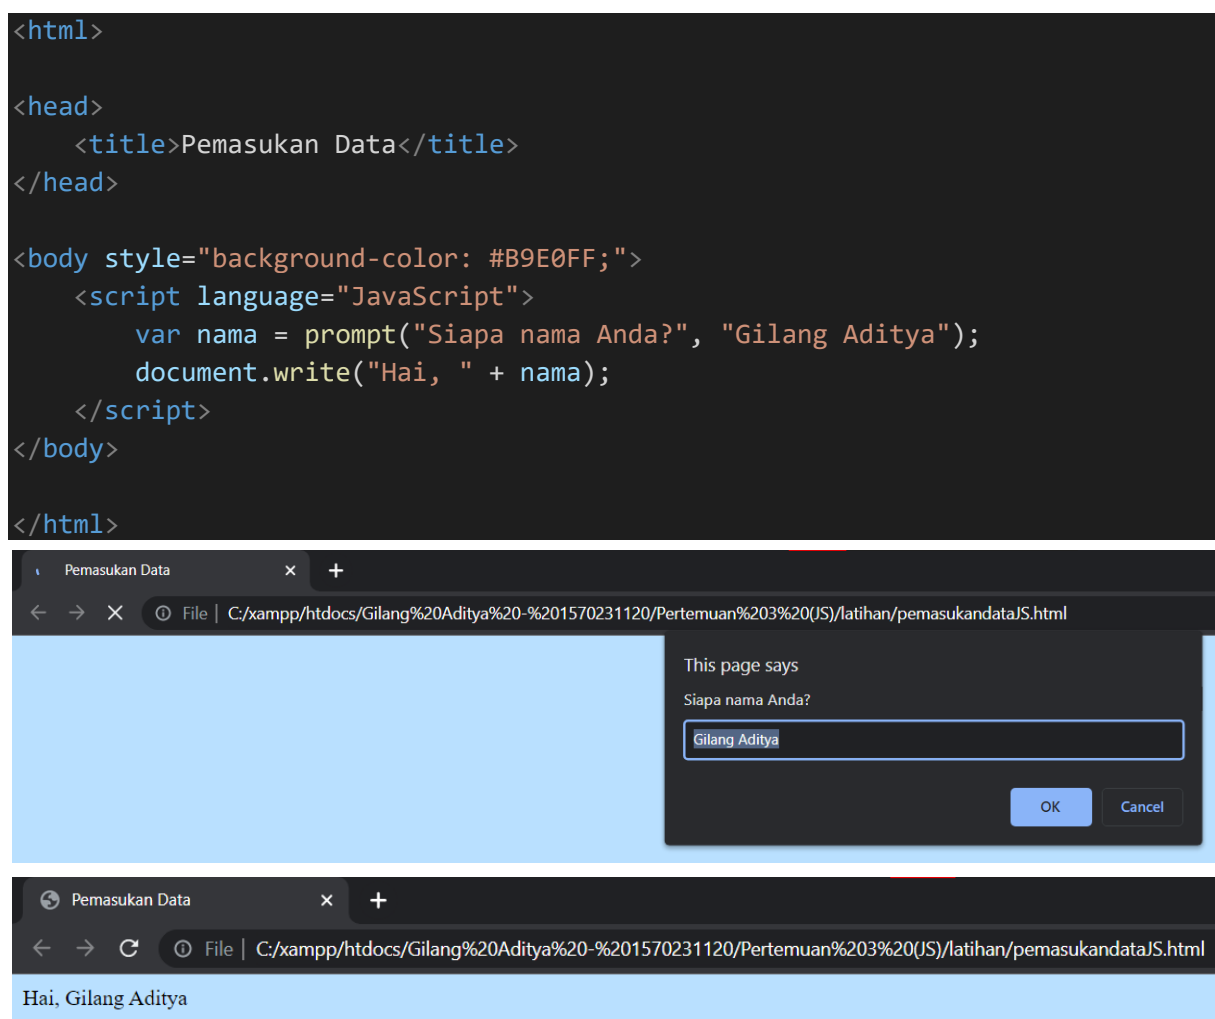 <html>
<head>
<title>Pemasukan Data</title>
</head>
<body style="background-color: #B9E0FF;">
<script language="JavaScript">
var nama = prompt("Siapa nama Anda?", "Gilang Aditya");
document.write("Hai, " + nama);
</script>
</body>
</html>
Pemasukan Data
File | C:/xampp/htdocs/Gilang%20Aditya%20-%201570231120/Pertemuan%203%20(JS)/latihan/pemasukandataJS.html
This page says
Siapa nama Anda?
Gilang Aditya
OK Cancel
Pemasukan Data
File | C:/xampp/htdocs/Gilang%20Aditya%20-%201570231120/Pertemuan%203%20(JS)/latihan/pemasukandataJS.html
Hai, Gilang Aditya